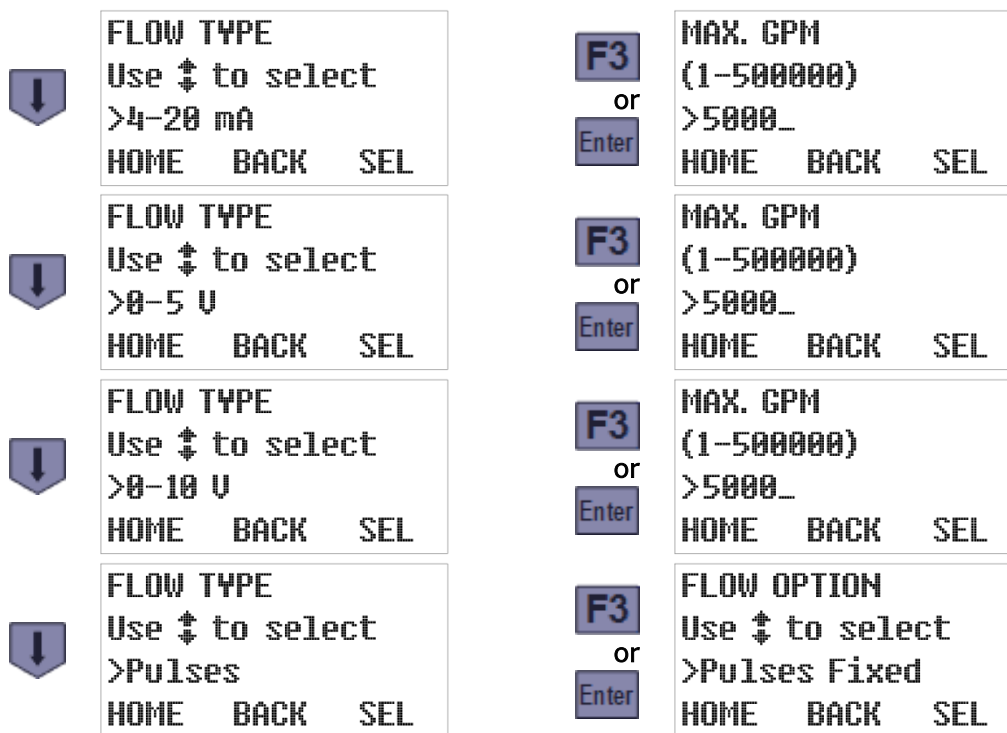 FLOW TYPE
Use ↕ to select
>4-20 mA
HOME BACK SEL
F3
or
Enter
MAX. GPM
(1-500000)
>5000_
HOME BACK SEL
FLOW TYPE
Use ↕ to select
>0-5 V
HOME BACK SEL
F3
or
Enter
MAX. GPM
(1-500000)
>5000_
HOME BACK SEL
FLOW TYPE
Use ↕ to select
>0-10 V
HOME BACK SEL
F3
or
Enter
MAX. GPM
(1-500000)
>5000_
HOME BACK SEL
FLOW TYPE
Use ↕ to select
>Pulses
HOME BACK SEL
F3
or
Enter
FLOW OPTION
Use ↕ to select
>Pulses Fixed
HOME BACK SEL